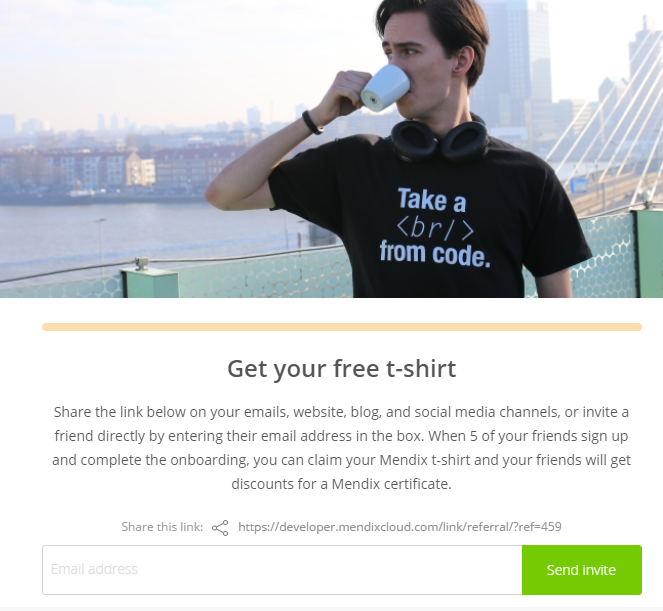 Take a
<br/>
from code.
Get your free t-shirt
Share the link below on your emails, website, blog, and social media channels, or invite a
friend directly by entering their email address in the box. When 5 of your friends sign up
and complete the onboarding, you can claim your Mendix t-shirt and your friends will get
discounts for a Mendix certificate.
Share this link: https://developer.mendixcloud.com/link/referral/?ref=459
Email address
Send invite